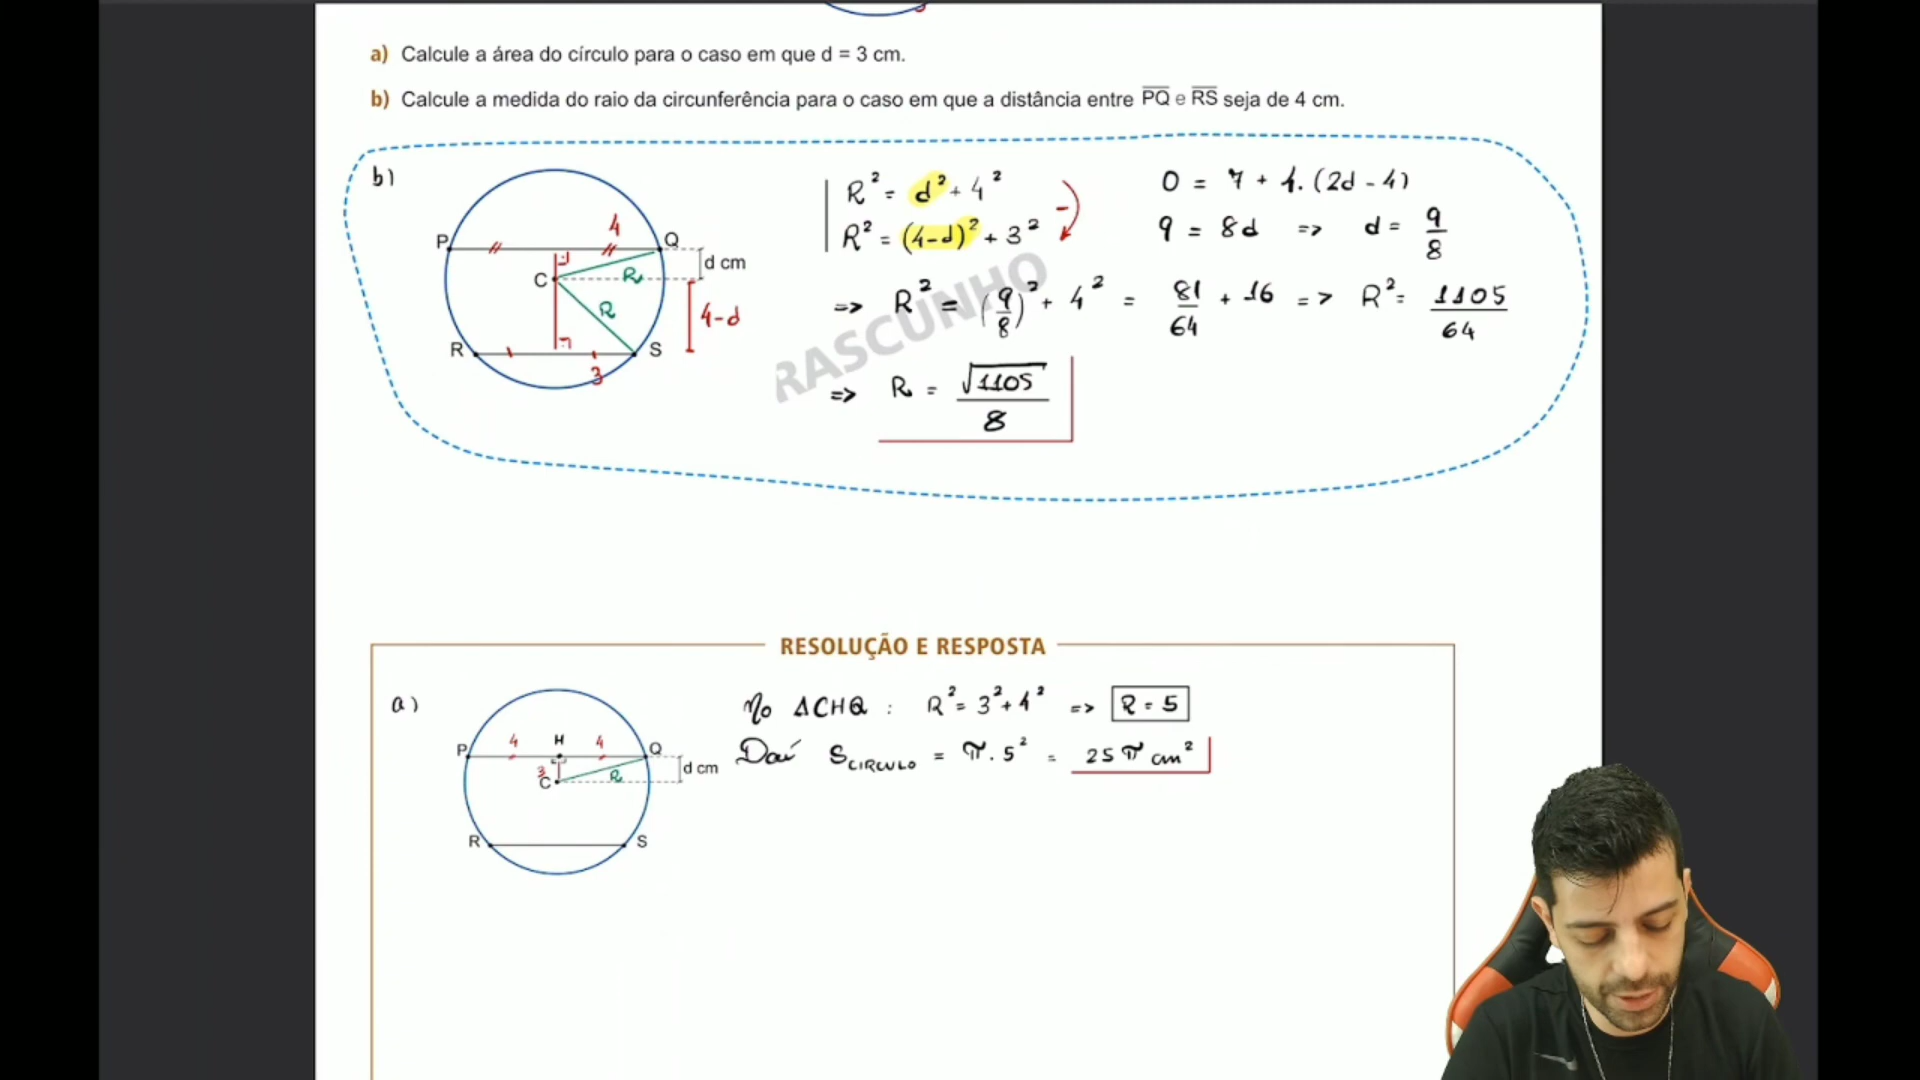 a) Calcule a área do círculo para o caso em que d = 3 cm.
b) Calcule a medida do raio da circunferência para o caso em que a distância entre PQ e RS seja de 4 cm.
b)
P
4
Q
d cm
C
R
R
4-d
R
S
3
R² = d² + 4²
R² = (4-d)² + 3²
-
0 = 7 + 4. (2d - 4)
9 = 8d => d = 9/8
=> R² = (9/8)² + 4² = 81/64 + 16 => R² = 1105/64
=> R = √1105/8
RASCUNHO
RESOLUÇÃO E RESPOSTA
a)
P
4
H
4
Q
3
C
R
d cm
R
S
No ΔCHQ : R² = 3² + 4² => R = 5
Daí S CÍRCULO = π . 5² = 25 π cm²